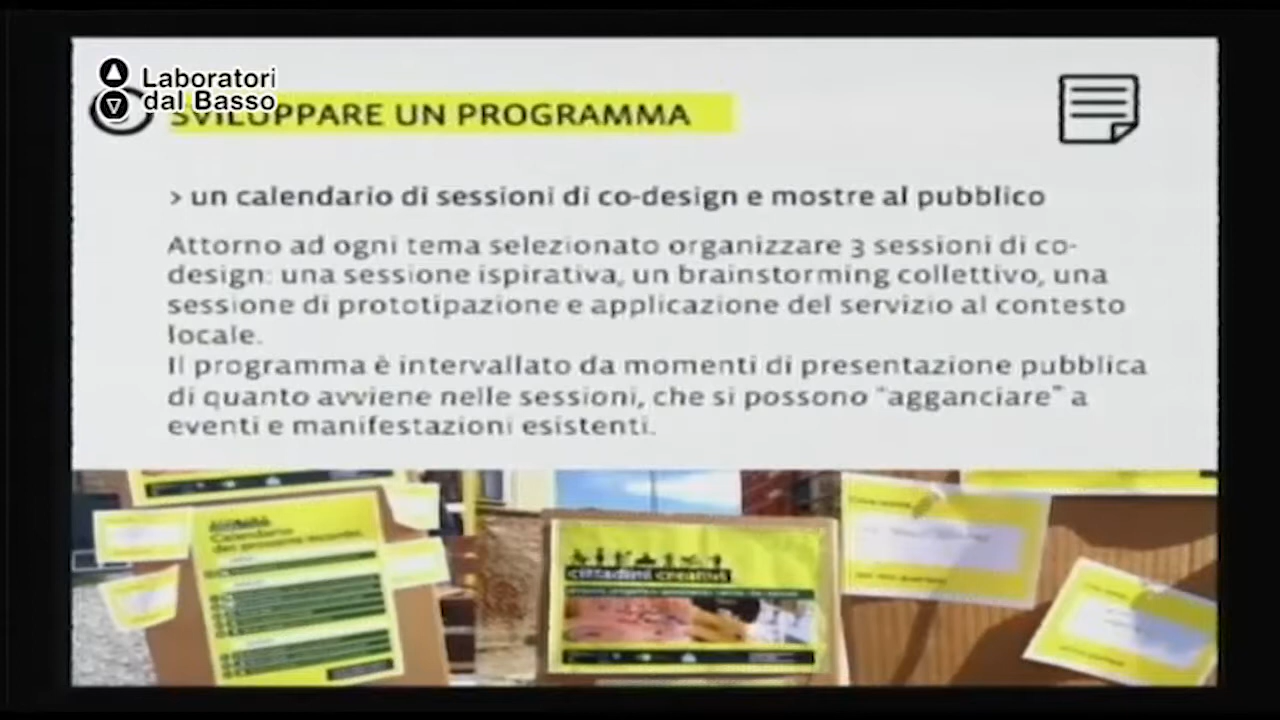 Laboratori
dal Basso
SVILUPPARE UN PROGRAMMA
> un calendario di sessioni di co-design e mostre al pubblico
Attorno ad ogni tema selezionato organizzare 3 sessioni di co-
design: una sessione ispirativa, un brainstorming collettivo, una
sessione di prototipazione e applicazione del servizio al contesto
locale.
Il programma è intervallato da momenti di presentazione pubblica
di quanto avviene nelle sessioni, che si possono "agganciare" a
eventi e manifestazioni esistenti.
Calendario
cittadini creativi